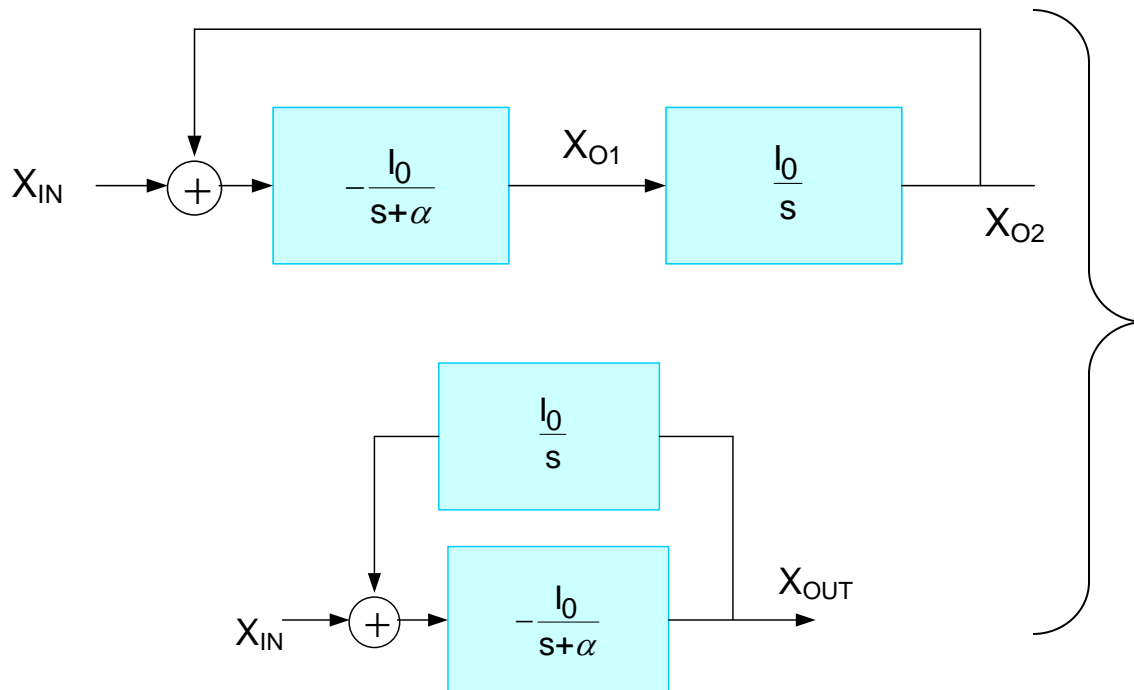 X_IN
+
-I_0/(s+α)
X_O1
I_0/s
X_O2
I_0/s
X_IN
+
-I_0/(s+α)
X_OUT